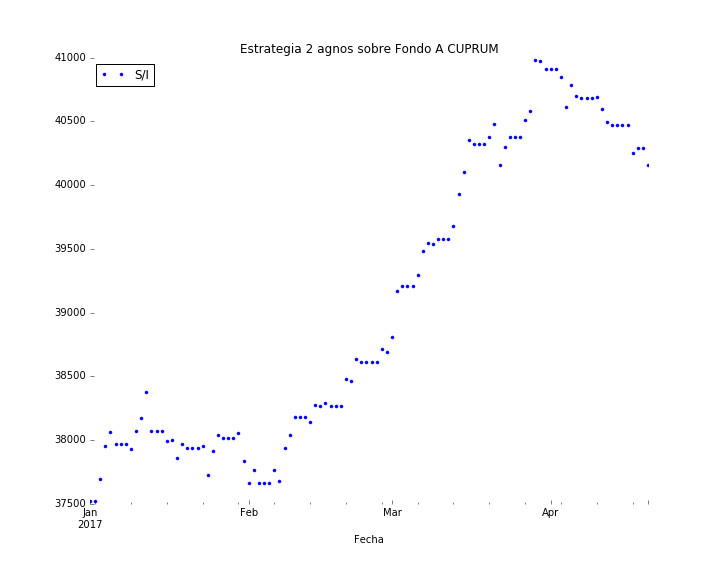 Estrategia 2 agnos sobre Fondo A CUPRUM
S/I
41000
40500
40000
39500
39000
38500
38000
37500
Jan Feb Mar Apr
2017
Fecha